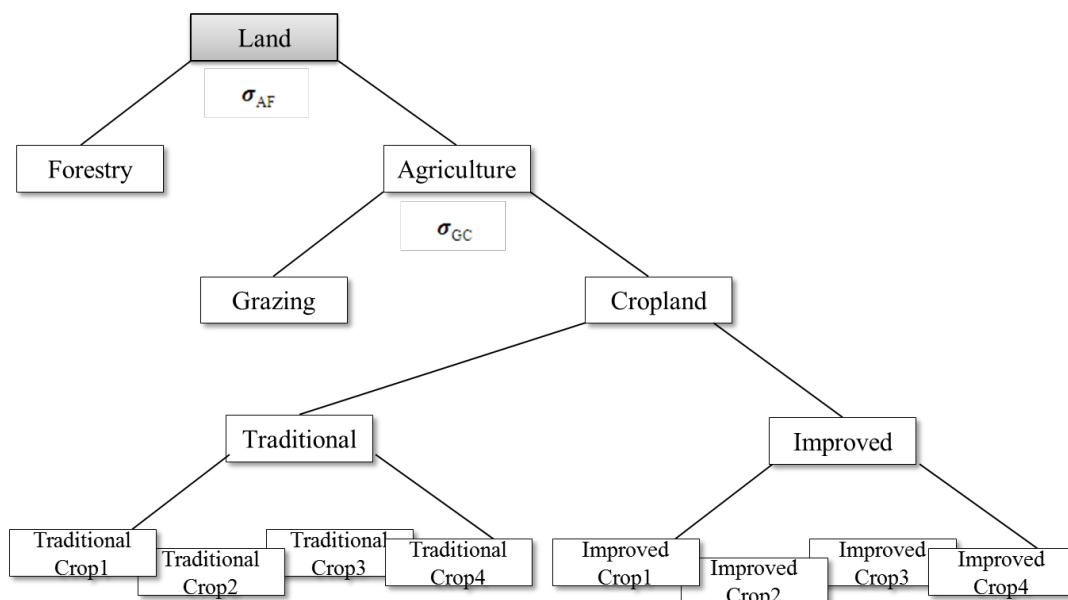 Land
σAF
Forestry
Agriculture
σGC
Grazing
Cropland
Traditional
Improved
Traditional
Crop1
Traditional
Crop2
Traditional
Crop3
Traditional
Crop4
Improved
Crop1
Improved
Crop2
Improved
Crop3
Improved
Crop4